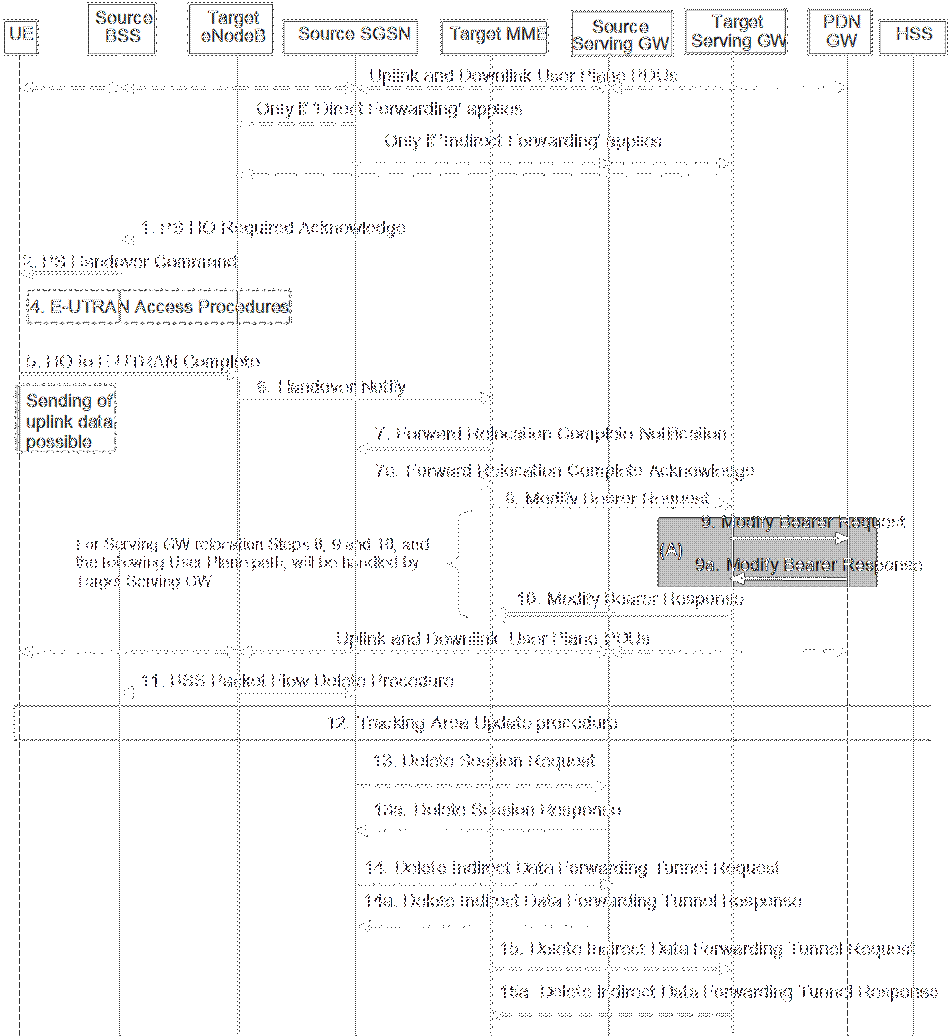 UE
Source
BSS
Target
eNodeB
Source SGSN
Target MME
Source
Serving GW
Target
Serving GW
PDN
GW
HSS
Uplink and Downlink User Plane PDUs
Only if 'Direct Forwarding' applies
Only if 'Indirect Forwarding' applies
1. PS HO Required Acknowledge
2. PS Handover Command
4. E-UTRAN Access Procedures
5. HO to E-UTRAN Complete
6. Handover Notify
Sending of
uplink data
possible
7. Forward Relocation Complete Notification
7a. Forward Relocation Complete Acknowledge
8. Modify Bearer Request
9. Modify Bearer Request
(A)
For Serving GW relocation Steps 8, 9 and 10, and
the following User Plane path, will be handled by
Target Serving GW
9a. Modify Bearer Response
10. Modify Bearer Response
Uplink and Downlink User Plane PDUs
11. BSS Packet Flow Delete Procedure
12. Tracking Area Update procedure
13. Delete Session Request
13a. Delete Session Response
14. Delete Indirect Data Forwarding Tunnel Request
14a. Delete Indirect Data Forwarding Tunnel Response
15. Delete Indirect Data Forwarding Tunnel Request
15a. Delete Indirect Data Forwarding Tunnel Response